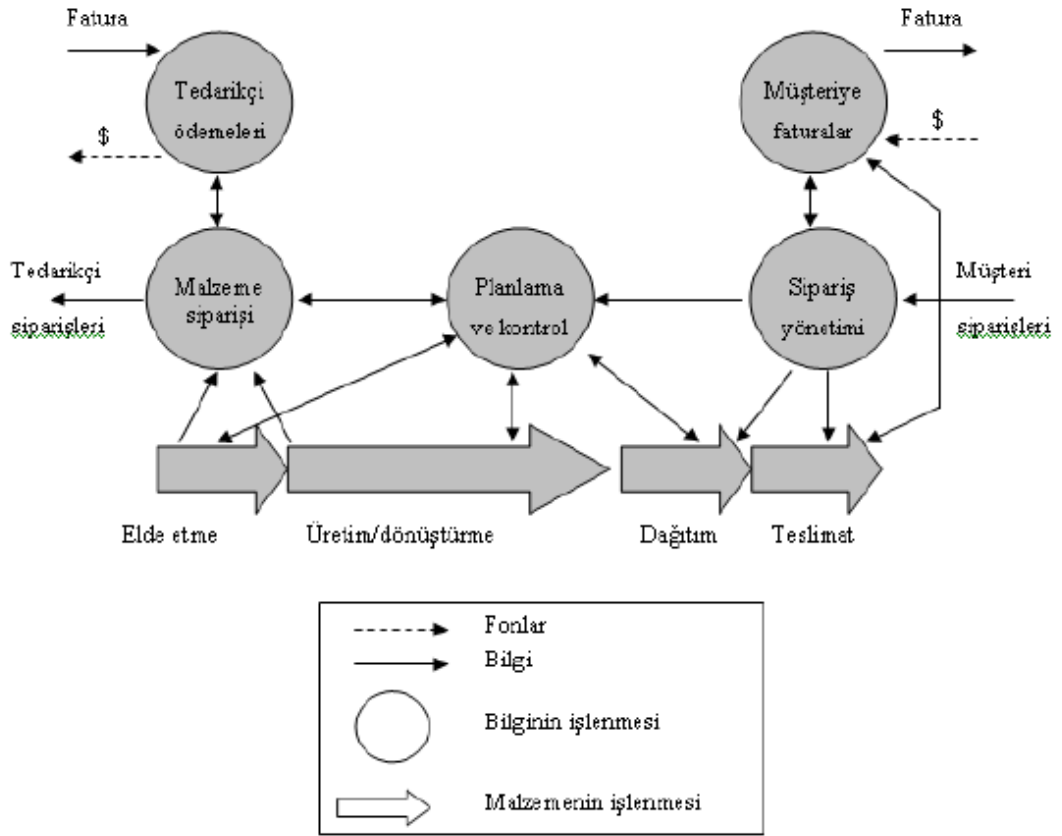 Fatura
Fatura
Tedarikçi
ödemeleri
Müşteriye
faturalar
$
$
Tedarikçi
siparişleri
Malzeme
siparişi
Planlama
ve kontrol
Sipariş
yönetimi
Müşteri
siparişleri
Elde etme
Üretim/dönüştürme
Dağıtım
Teslimat
Fonlar
Bilgi
Bilginin işlenmesi
Malzemenin işlenmesi